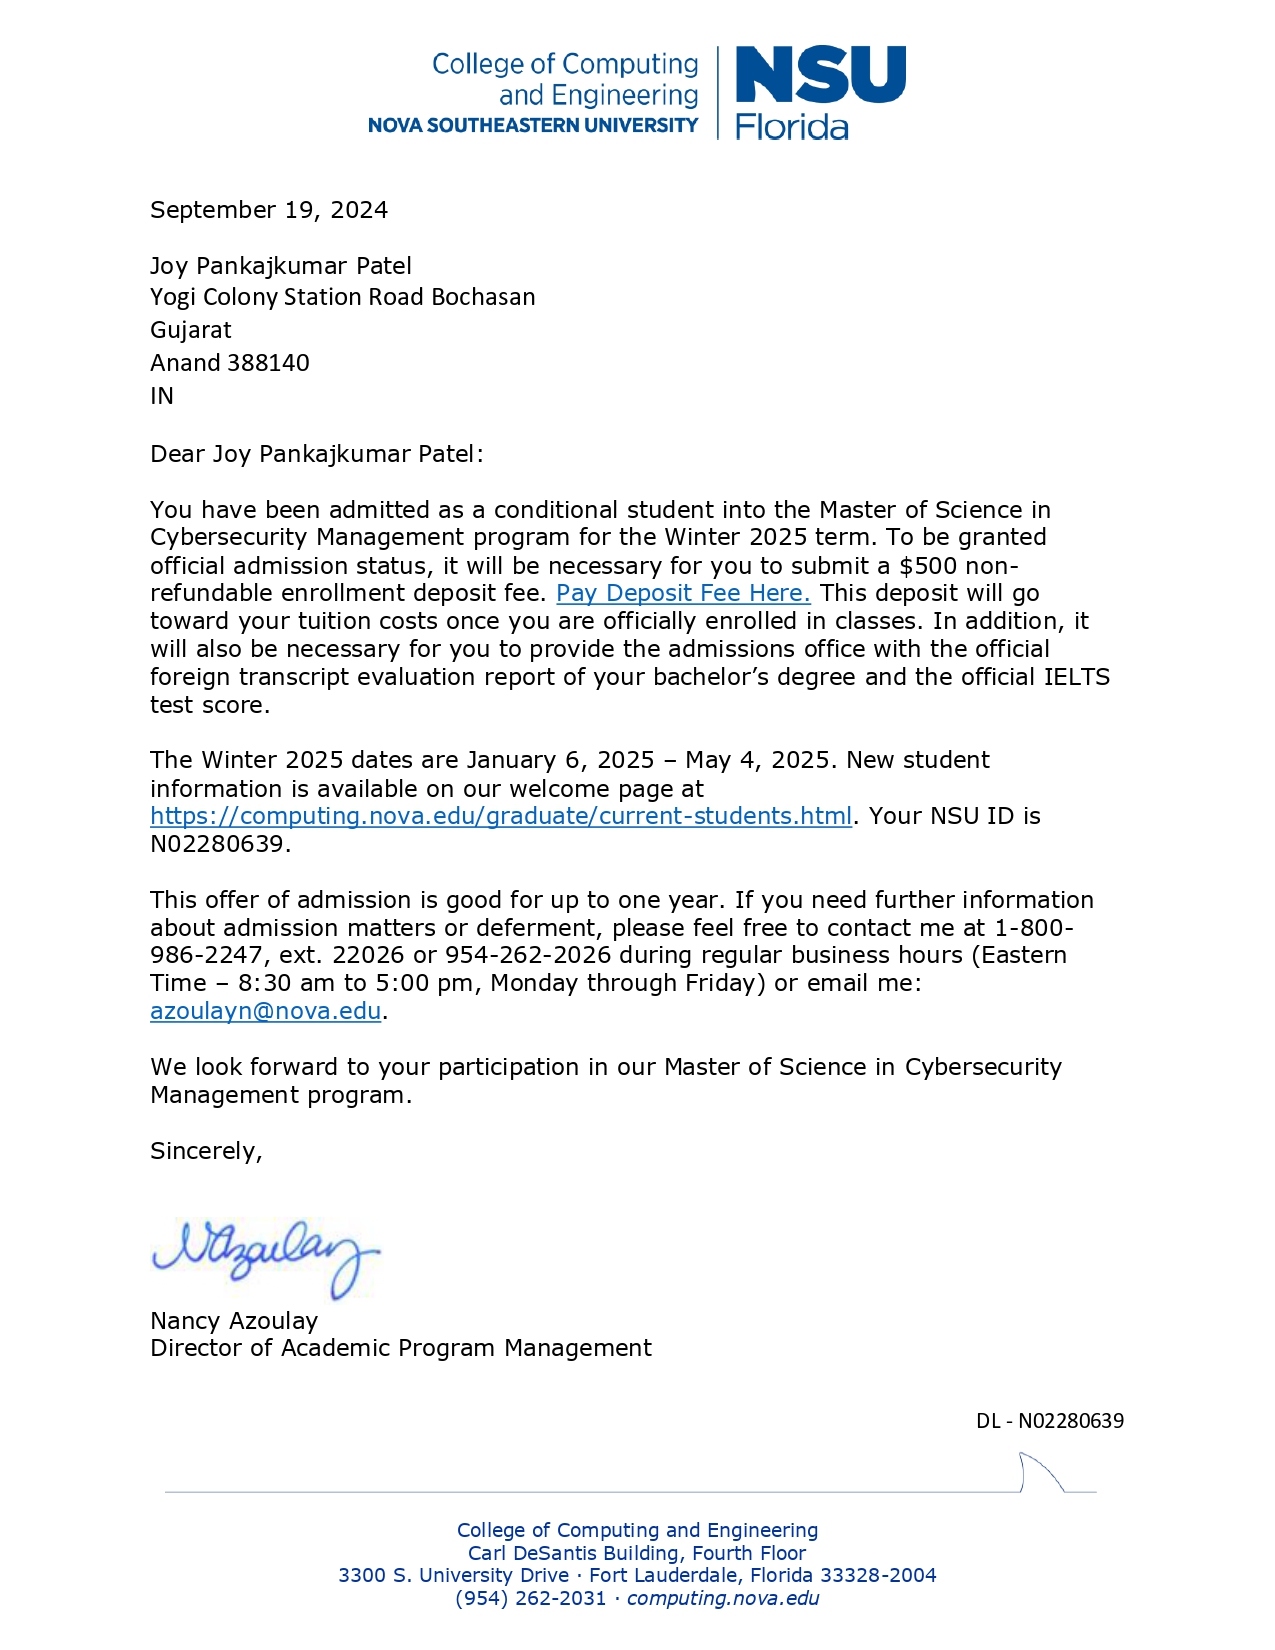 College of Computing
and Engineering
NOVA SOUTHEASTERN UNIVERSITY
NSU
Florida
September 19, 2024
Joy Pankajkumar Patel
Yogi Colony Station Road Bochasan
Gujarat
Anand 388140
IN
Dear Joy Pankajkumar Patel:
You have been admitted as a conditional student into the Master of Science in
Cybersecurity Management program for the Winter 2025 term. To be granted
official admission status, it will be necessary for you to submit a $500 non-
refundable enrollment deposit fee. Pay Deposit Fee Here. This deposit will go
toward your tuition costs once you are officially enrolled in classes. In addition, it
will also be necessary for you to provide the admissions office with the official
foreign transcript evaluation report of your bachelor’s degree and the official IELTS
test score.
The Winter 2025 dates are January 6, 2025 – May 4, 2025. New student
information is available on our welcome page at
https://computing.nova.edu/graduate/current-students.html. Your NSU ID is
N02280639.
This offer of admission is good for up to one year. If you need further information
about admission matters or deferment, please feel free to contact me at 1-800-
986-2247, ext. 22026 or 954-262-2026 during regular business hours (Eastern
Time – 8:30 am to 5:00 pm, Monday through Friday) or email me:
azoulayn@nova.edu.
We look forward to your participation in our Master of Science in Cybersecurity
Management program.
Sincerely,
NAzoulay
Nancy Azoulay
Director of Academic Program Management
DL - N02280639
College of Computing and Engineering
Carl DeSantis Building, Fourth Floor
3300 S. University Drive · Fort Lauderdale, Florida 33328-2004
(954) 262-2031 · computing.nova.edu